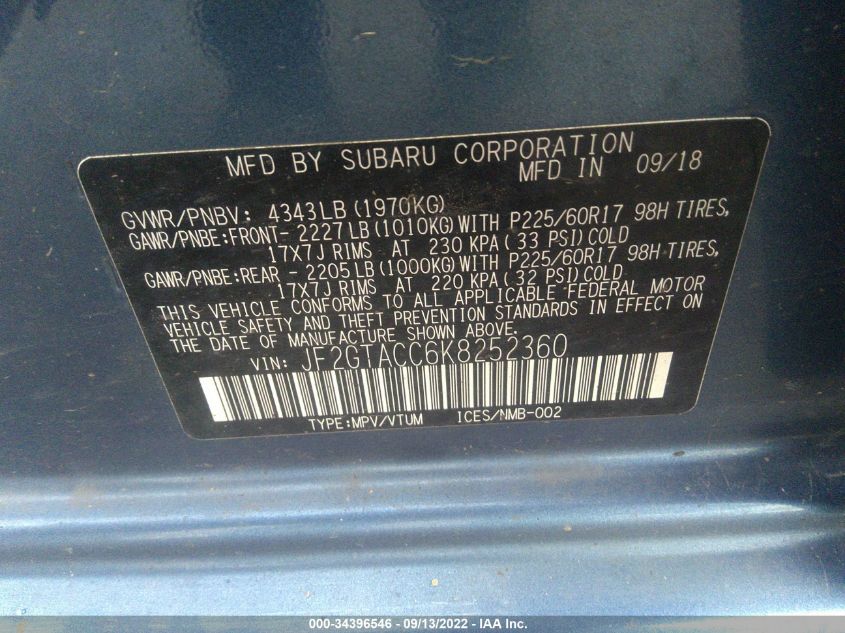 MFD BY SUBARU CORPORATION
MFD IN 09/18
GVWR/PNBV: 4343LB (1970KG)
GAWR/PNBE:FRONT- 2227LB (1010KG) WITH P225/60R17 98H TIRES,
17X7J RIMS AT 230 KPA( 33 PSI) COLD
GAWR/PNBE:REAR - 2205LB (1000KG) WITH P225/60R17 98H TIRES,
17X7J RIMS AT 220 KPA( 32 PSI) COLD
THIS VEHICLE CONFORMS TO ALL APPLICABLE FEDERAL MOTOR
VEHICLE SAFETY AND THEFT PREVENTION STANDARDS IN EFFECT ON
THE DATE OF MANUFACTURE SHOWN ABOVE.
VIN: JF2GTACC6K8252360
TYPE:MPV/VTUM ICES/NMB-002
000-34396546 - 09/13/2022 - IAA Inc.